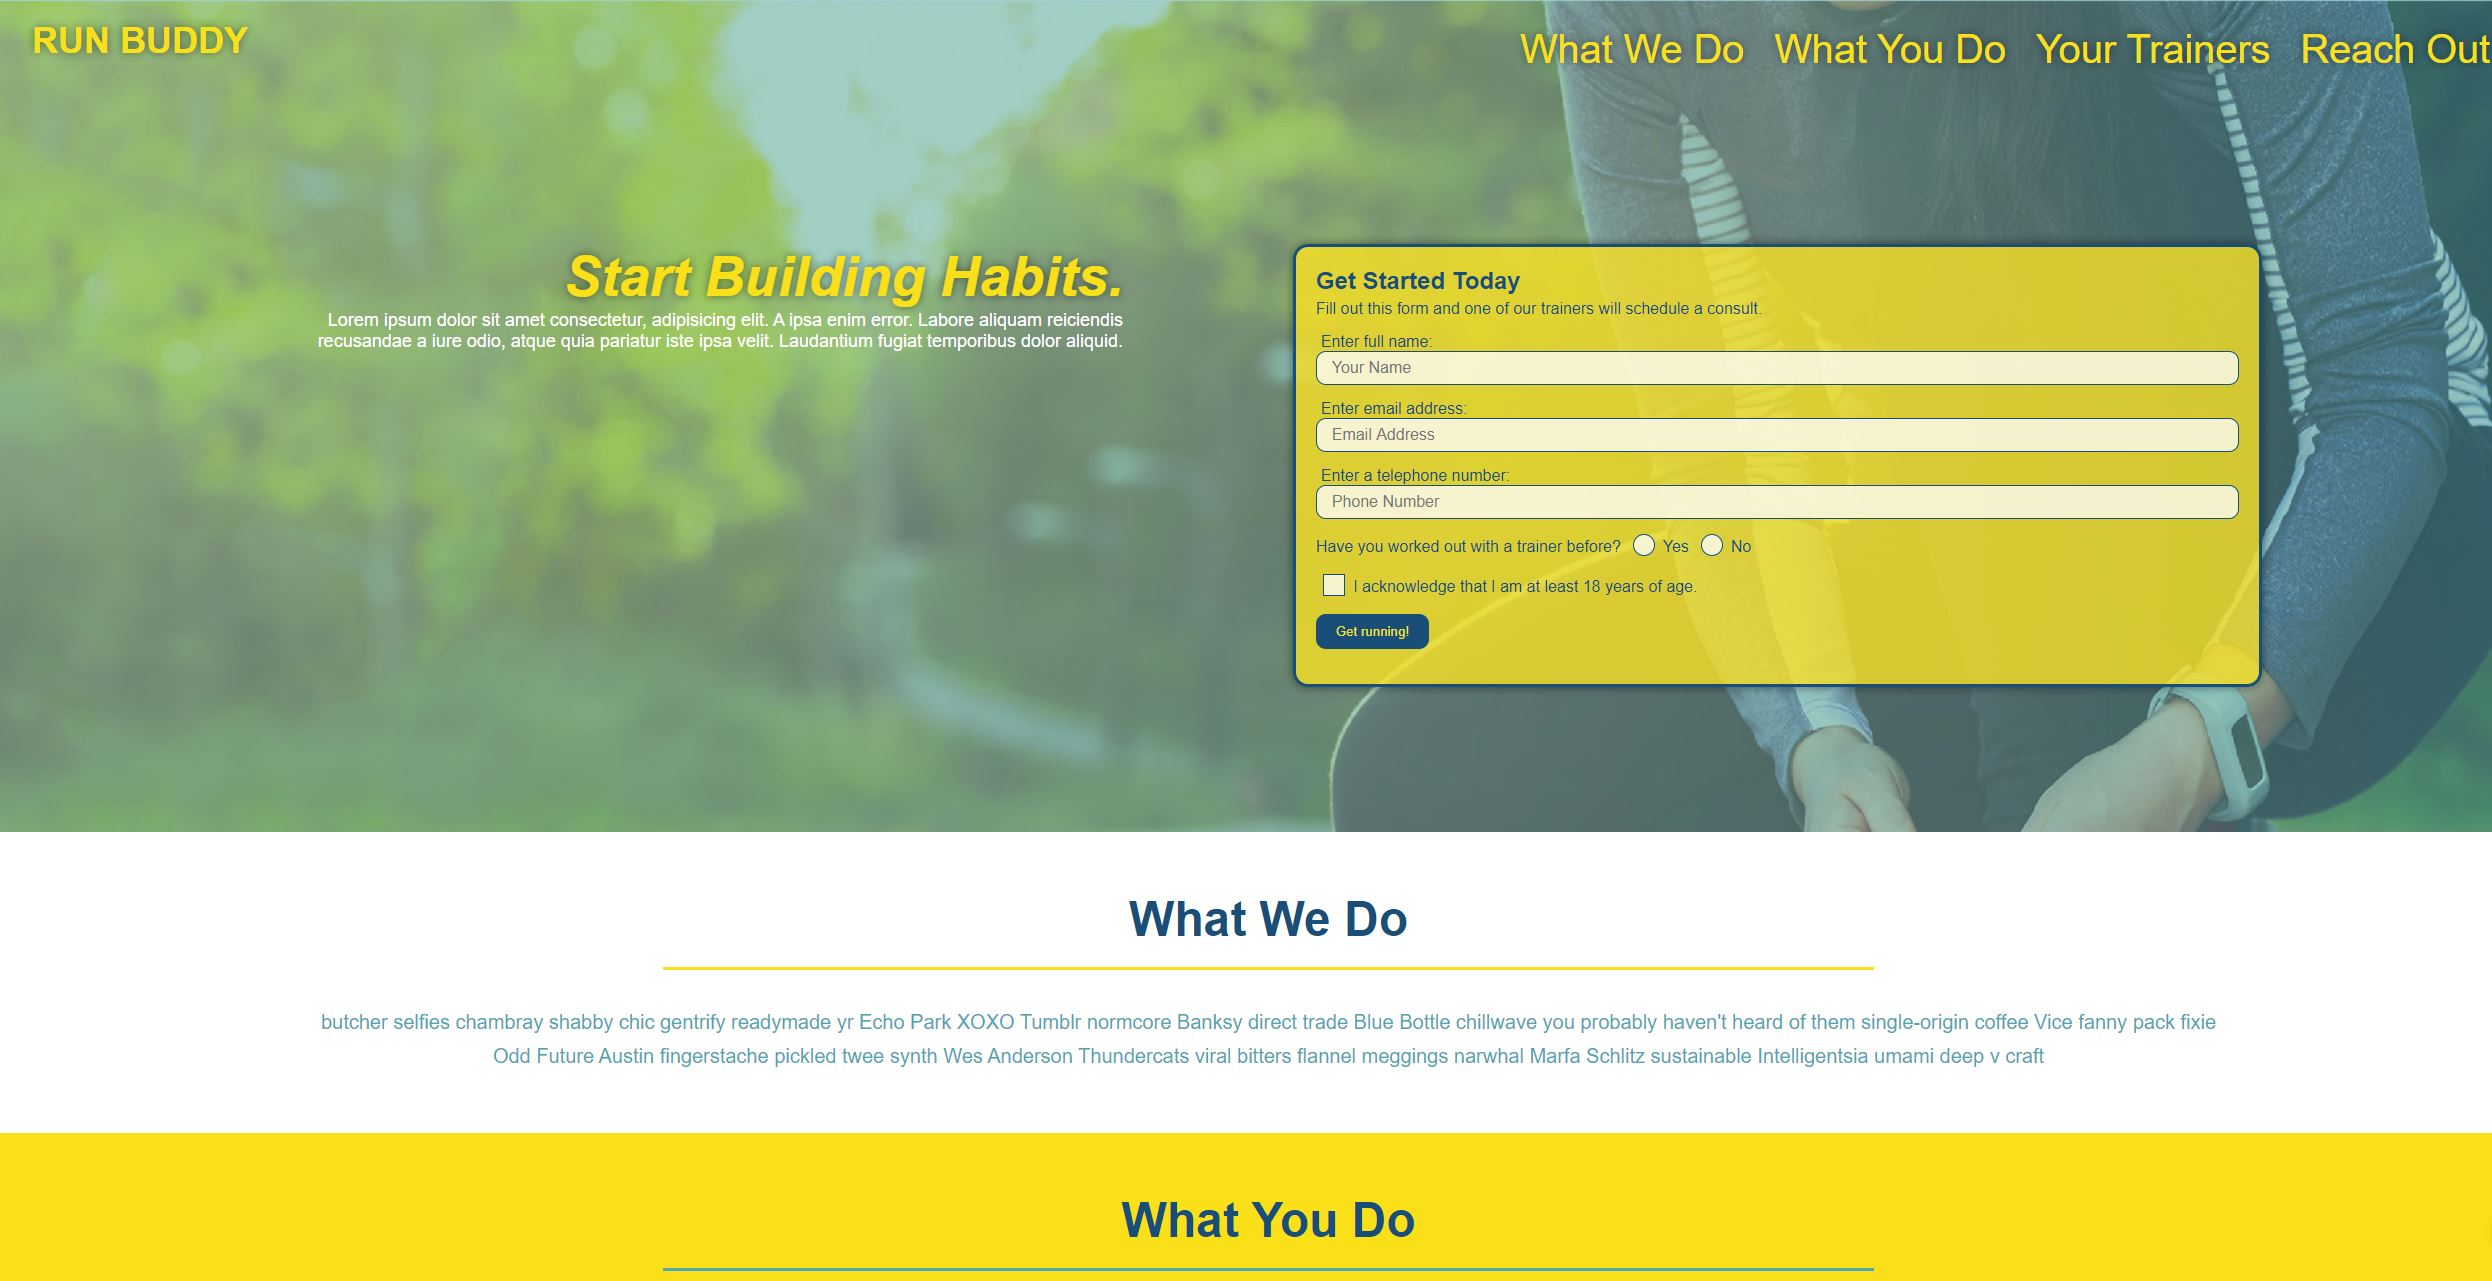 RUN BUDDY
What We Do What You Do Your Trainers Reach Out
Start Building Habits.
Lorem ipsum dolor sit amet consectetur, adipisicing elit. A ipsa enim error. Labore aliquam reiciendis
recusandae a iure odio, atque quia pariatur iste ipsa velit. Laudantium fugiat temporibus dolor aliquid.
Get Started Today
Fill out this form and one of our trainers will schedule a consult.
Enter full name:
Your Name
Enter email address:
Email Address
Enter a telephone number:
Phone Number
Have you worked out with a trainer before? Yes No
I acknowledge that I am at least 18 years of age.
Get running!
What We Do
butcher selfies chambray shabby chic gentrify readymade yr Echo Park XOXO Tumblr normcore Banksy direct trade Blue Bottle chillwave you probably haven't heard of them single-origin coffee Vice fanny pack fixie
Odd Future Austin fingerstache pickled twee synth Wes Anderson Thundercats viral bitters flannel meggings narwhal Marfa Schlitz sustainable Intelligentsia umami deep v craft
What You Do